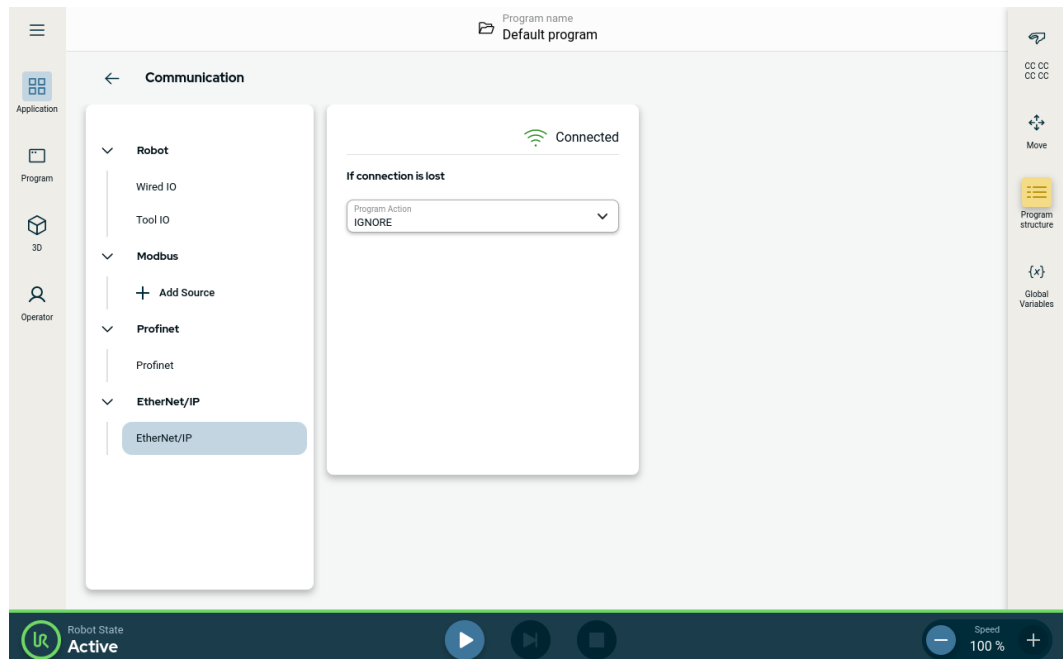 Program name
Default program
Application
Program
3D
Operator
Communication
Robot
Wired IO
Tool IO
Modbus
Add Source
Profinet
Profinet
EtherNet/IP
EtherNet/IP
Connected
If connection is lost
Program Action
IGNORE
CC CC
CC CC
Move
Program
structure
{x}
Global
Variables
Robot State
Active
Speed
100 %